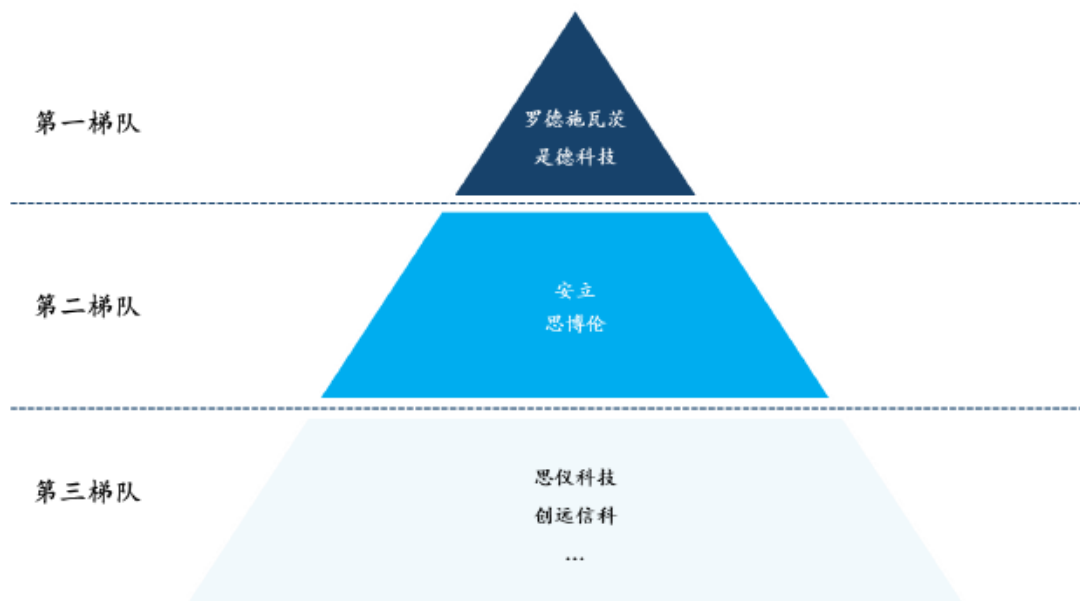 第一梯队
罗德施瓦茨
是德科技
第二梯队
安立
思博伦
第三梯队
思仪科技
创远信科
...